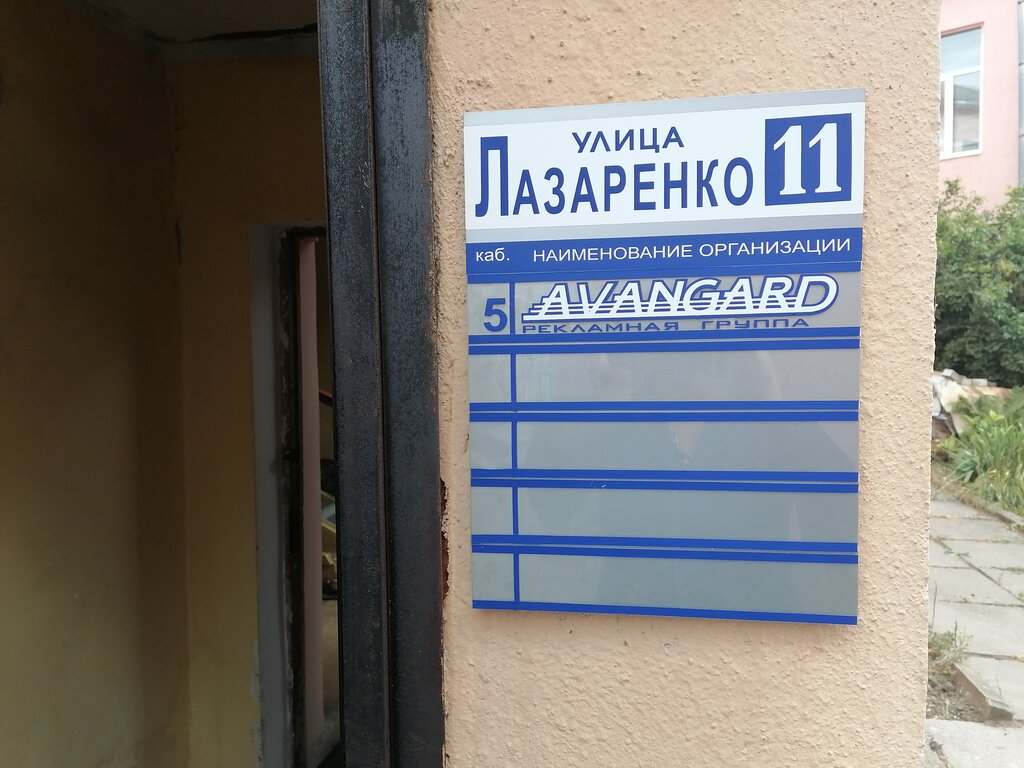 УЛИЦА
ЛАЗАРЕНКО 11
каб. НАИМЕНОВАНИЕ ОРГАНИЗАЦИИ
5 AVANGARD
РЕКЛАМНАЯ ГРУППА